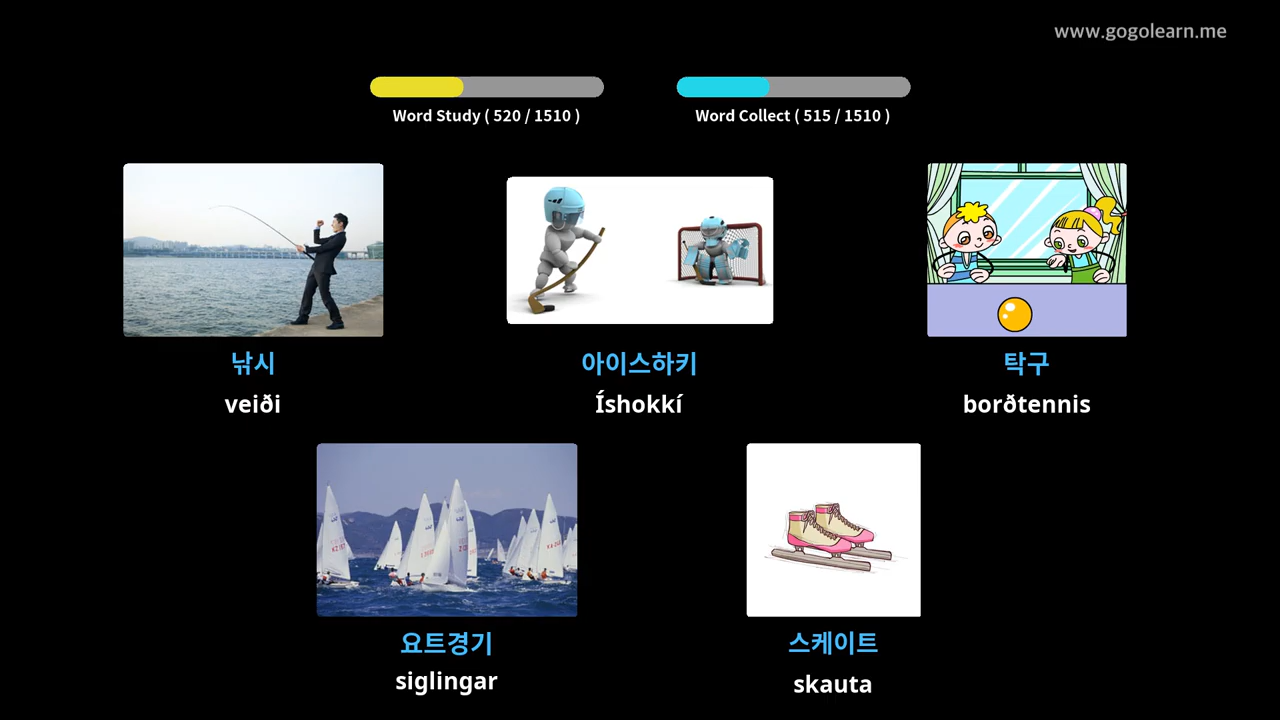 www.gogolearn.me
Word Study ( 520 / 1510 )
Word Collect ( 515 / 1510 )
낚시
아이스하키
탁구
veiði
Íshokkí
borðtennis
요트경기
스케이트
siglingar
skauta